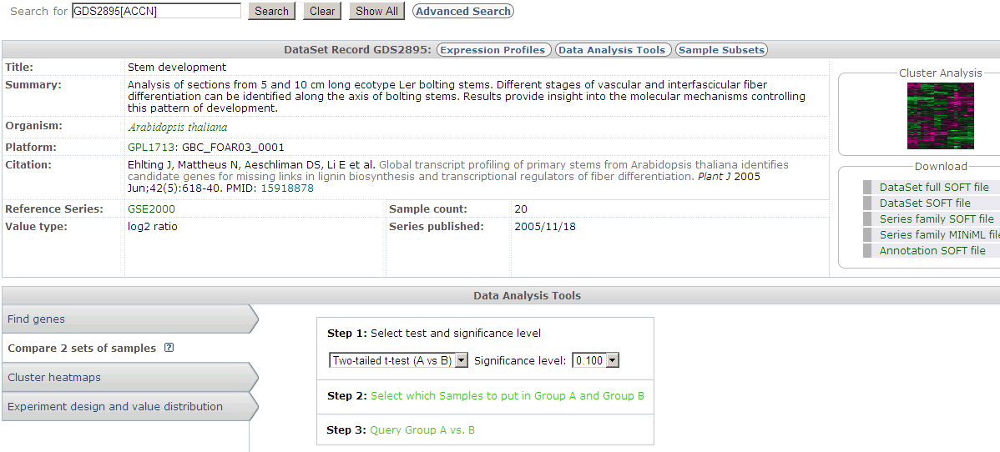 Search for GDS2895[ACCN] Search Clear Show All Advanced Search
DataSet Record GDS2895: Expression Profiles Data Analysis Tools Sample Subsets
Title: Stem development
Summary: Analysis of sections from 5 and 10 cm long ecotype Ler bolting stems. Different stages of vascular and interfascicular fiber
differentiation can be identified along the axis of bolting stems. Results provide insight into the molecular mechanisms controlling
this pattern of development.
Organism: Arabidopsis thaliana
Platform: GPL1713: GBC_FOAR03_0001
Citation: Ehlting J, Mattheus N, Aeschliman DS, Li E et al. Global transcript profiling of primary stems from Arabidopsis thaliana identifies
candidate genes for missing links in lignin biosynthesis and transcriptional regulators of fiber differentiation. Plant J 2005
Jun;42(5):618-40. PMID: 15918878
Reference Series: GSE2000 Sample count: 20
Value type: log2 ratio Series published: 2005/11/18
Cluster Analysis
Download
DataSet full SOFT file
DataSet SOFT file
Series family SOFT file
Series family MINiML file
Annotation SOFT file
Data Analysis Tools
Find genes
Compare 2 sets of samples ?
Cluster heatmaps
Experiment design and value distribution
Step 1: Select test and significance level
Two-tailed t-test (A vs B) Significance level: 0.100
Step 2: Select which Samples to put in Group A and Group B
Step 3: Query Group A vs. B